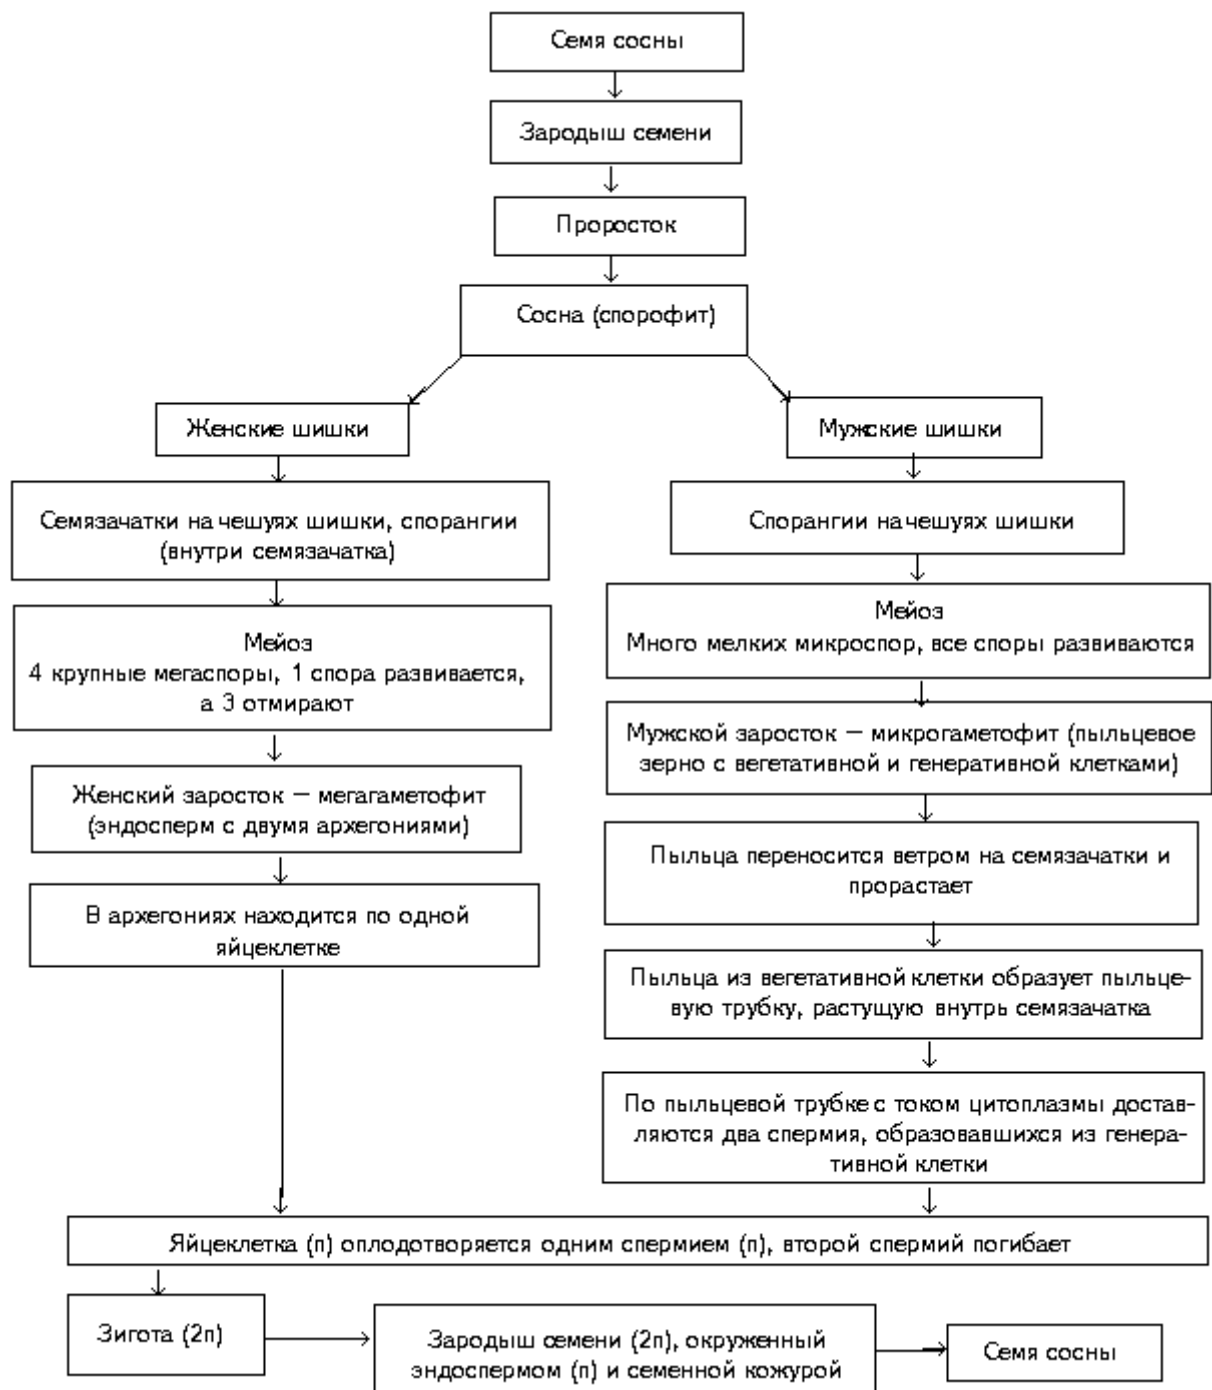 Семя сосны
Зародыш семени
Проросток
Сосна (спорофит)
Женские шишки
Мужские шишки
Семязачатки на чешуях шишки, спорангии
(внутри семязачатка)
Спорангии на чешуях шишки
Мейоз
4 крупные мегаспоры, 1 спора развивается,
а 3 отмирают
Мейоз
Много мелких микроспор, все споры развиваются
Женский заросток — мегагаметофит
(эндосперм с двумя архегониями)
Мужской заросток — микрогаметофит (пыльцевое
зерно с вегетативной и генеративной клетками)
В архегониях находится по одной
яйцеклетке
Пыльца переносится ветром на семязачатки и
прорастает
Пыльца из вегетативной клетки образует пыльце-
вую трубку, растущую внутрь семязачатка
По пыльцевой трубке с током цитоплазмы достав-
ляются два спермия, образовавшихся из генера-
тивной клетки
Яйцеклетка (n) оплодотворяется одним спермием (n), второй спермий погибает
Зигота (2n)
Зародыш семени (2n), окруженный
эндоспермом (n) и семенной кожурой
Семя сосны